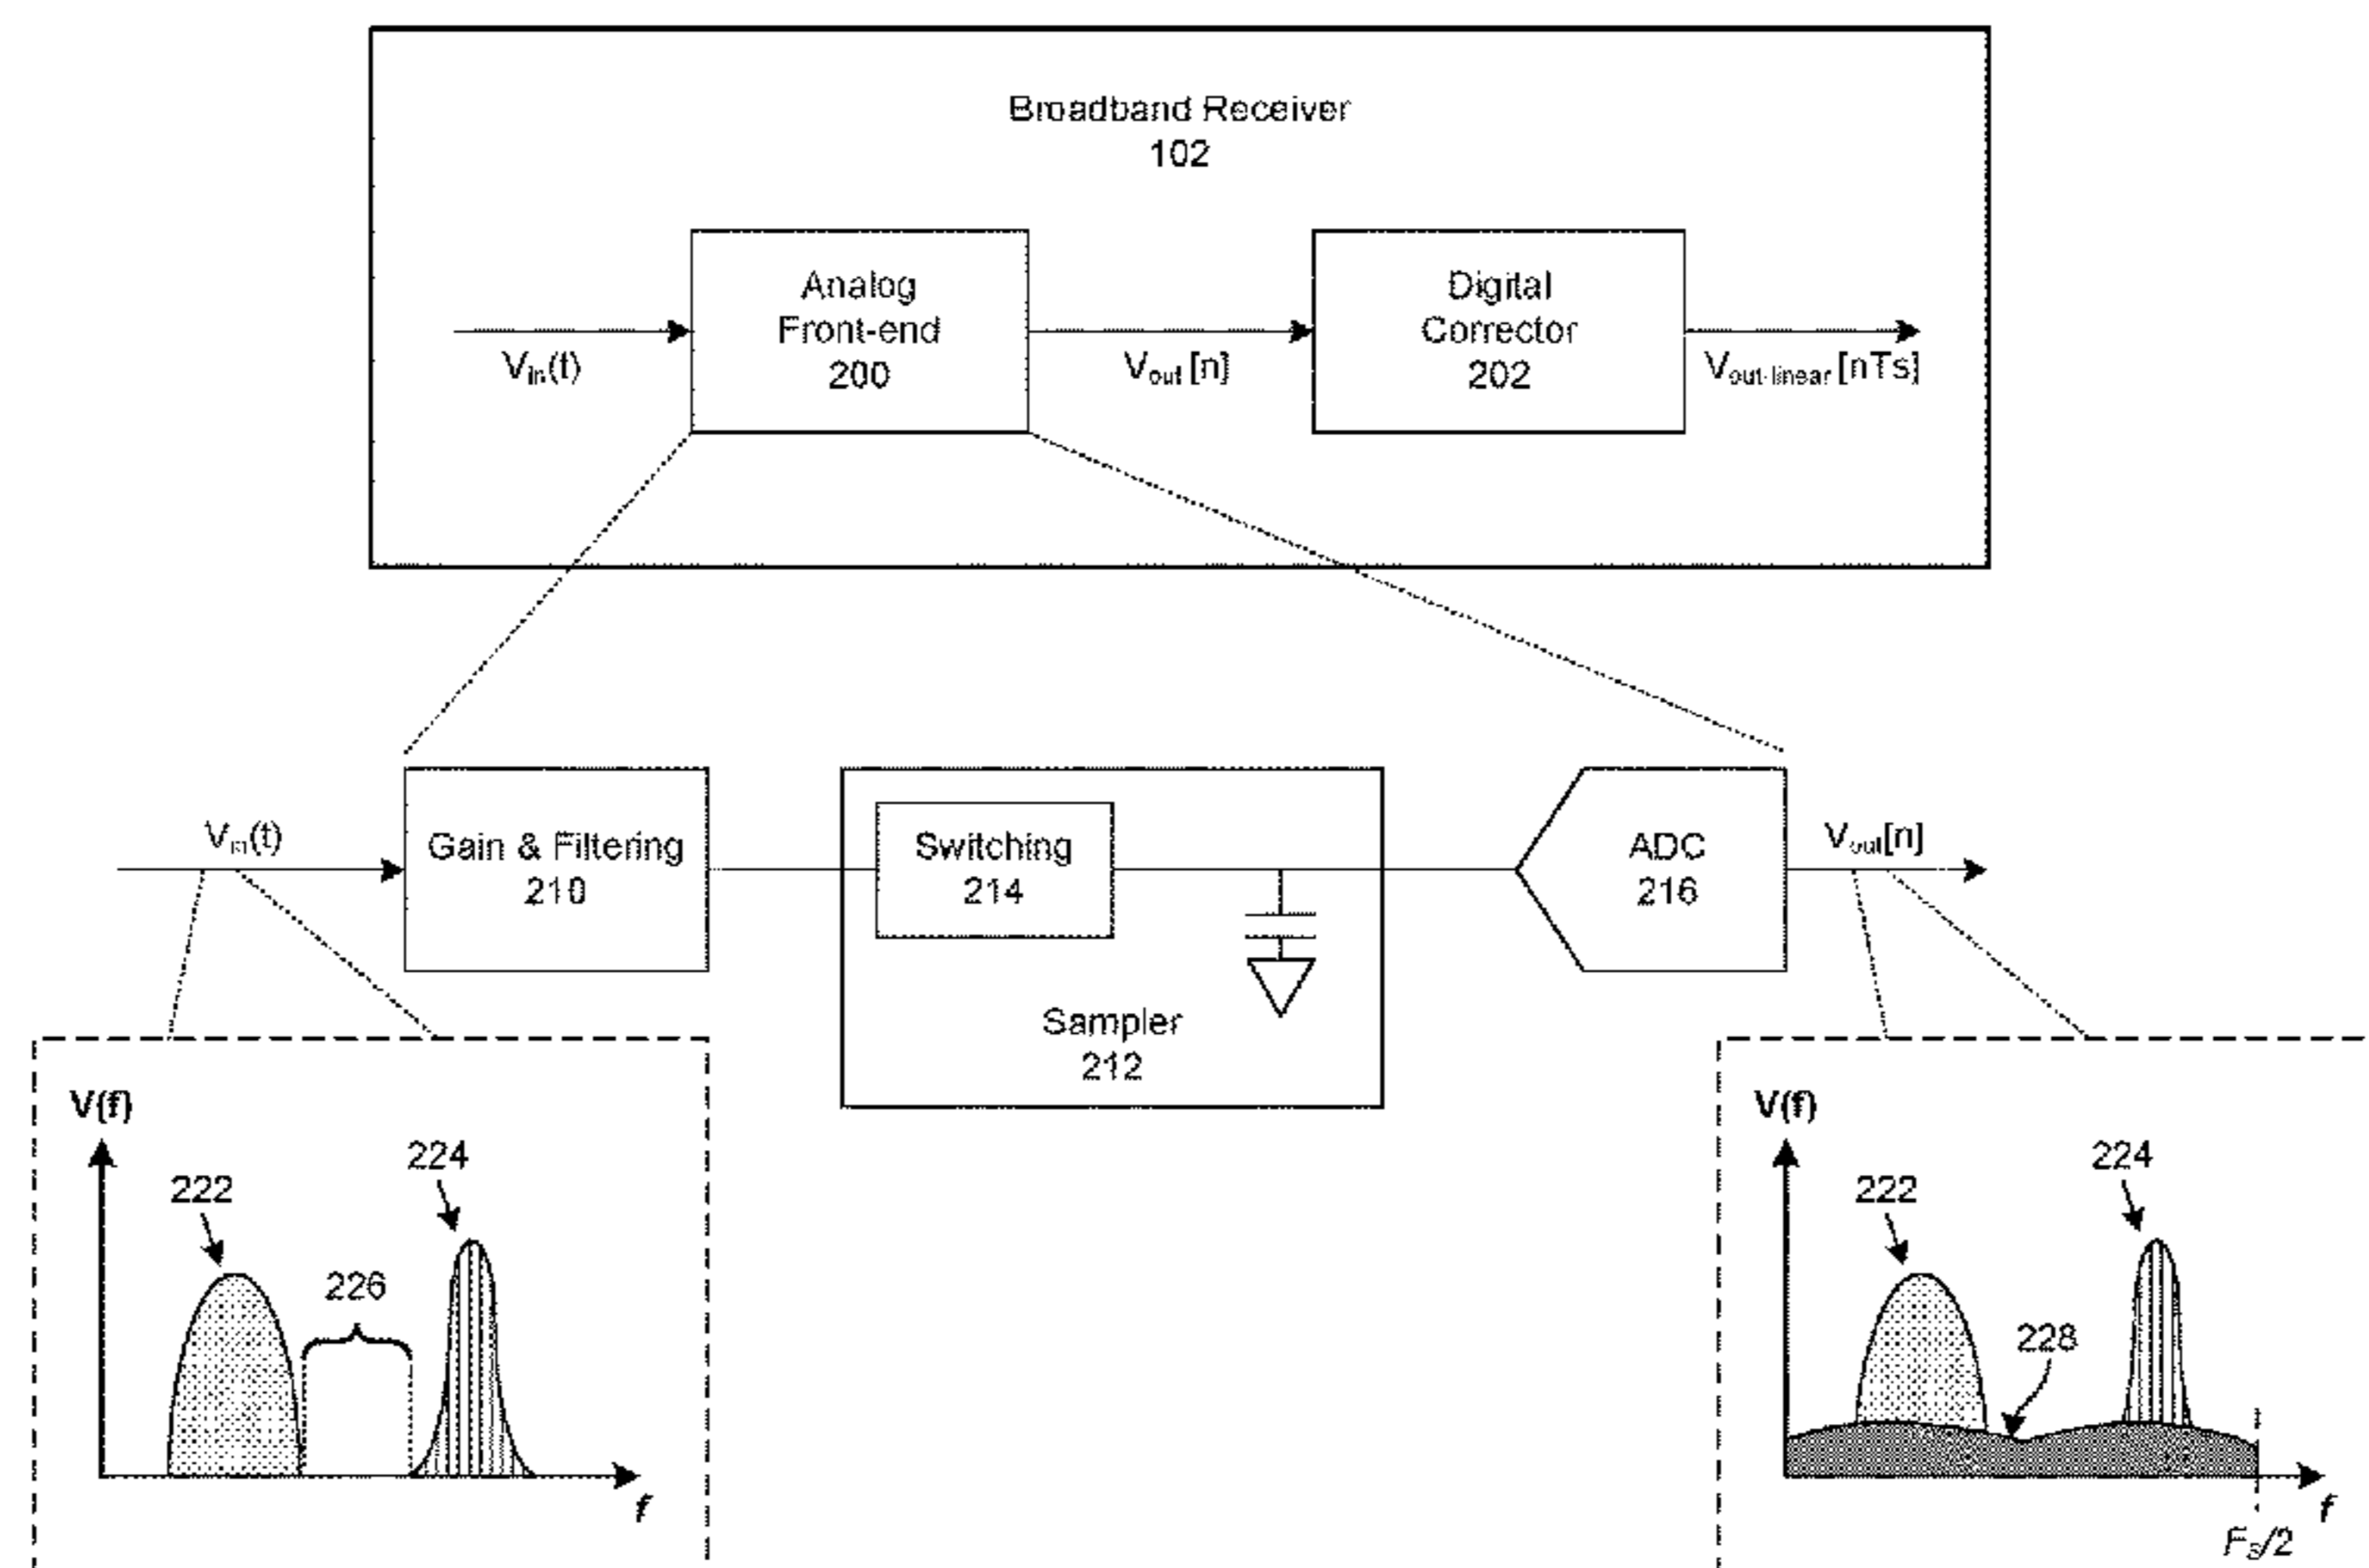 Broadband Receiver
102
Analog
Front-end
200
Digital
Corrector
202
Vin(t)
Vout [n]
Vout-linear [nTs]
Vin(t)
Gain & Filtering
210
Switching
214
Sampler
212
ADC
216
Vout[n]
V(f)
222
224
226
f
V(f)
222
224
228
f
Fs/2